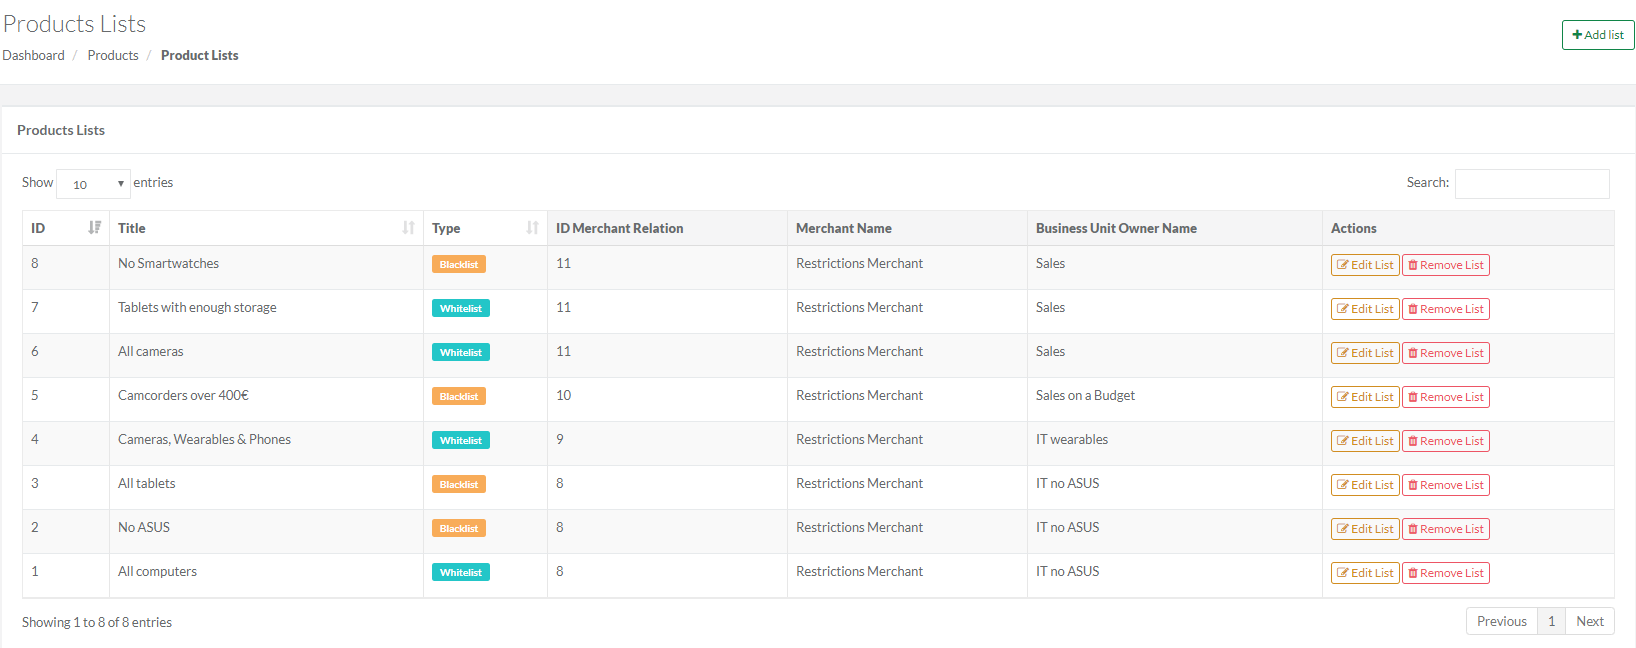 Products Lists
Dashboard / Products / Product Lists
Add list
Products Lists
Show 10 entries
Search:
ID Title Type ID Merchant Relation Merchant Name Business Unit Owner Name Actions
8 No Smartwatches Blacklist 11 Restrictions Merchant Sales Edit List Remove List
7 Tablets with enough storage Whitelist 11 Restrictions Merchant Sales Edit List Remove List
6 All cameras Whitelist 11 Restrictions Merchant Sales Edit List Remove List
5 Camcorders over 400€ Blacklist 10 Restrictions Merchant Sales on a Budget Edit List Remove List
4 Cameras, Wearables & Phones Whitelist 9 Restrictions Merchant IT wearables Edit List Remove List
3 All tablets Blacklist 8 Restrictions Merchant IT no ASUS Edit List Remove List
2 No ASUS Blacklist 8 Restrictions Merchant IT no ASUS Edit List Remove List
1 All computers Whitelist 8 Restrictions Merchant IT no ASUS Edit List Remove List
Showing 1 to 8 of 8 entries
Previous 1 Next